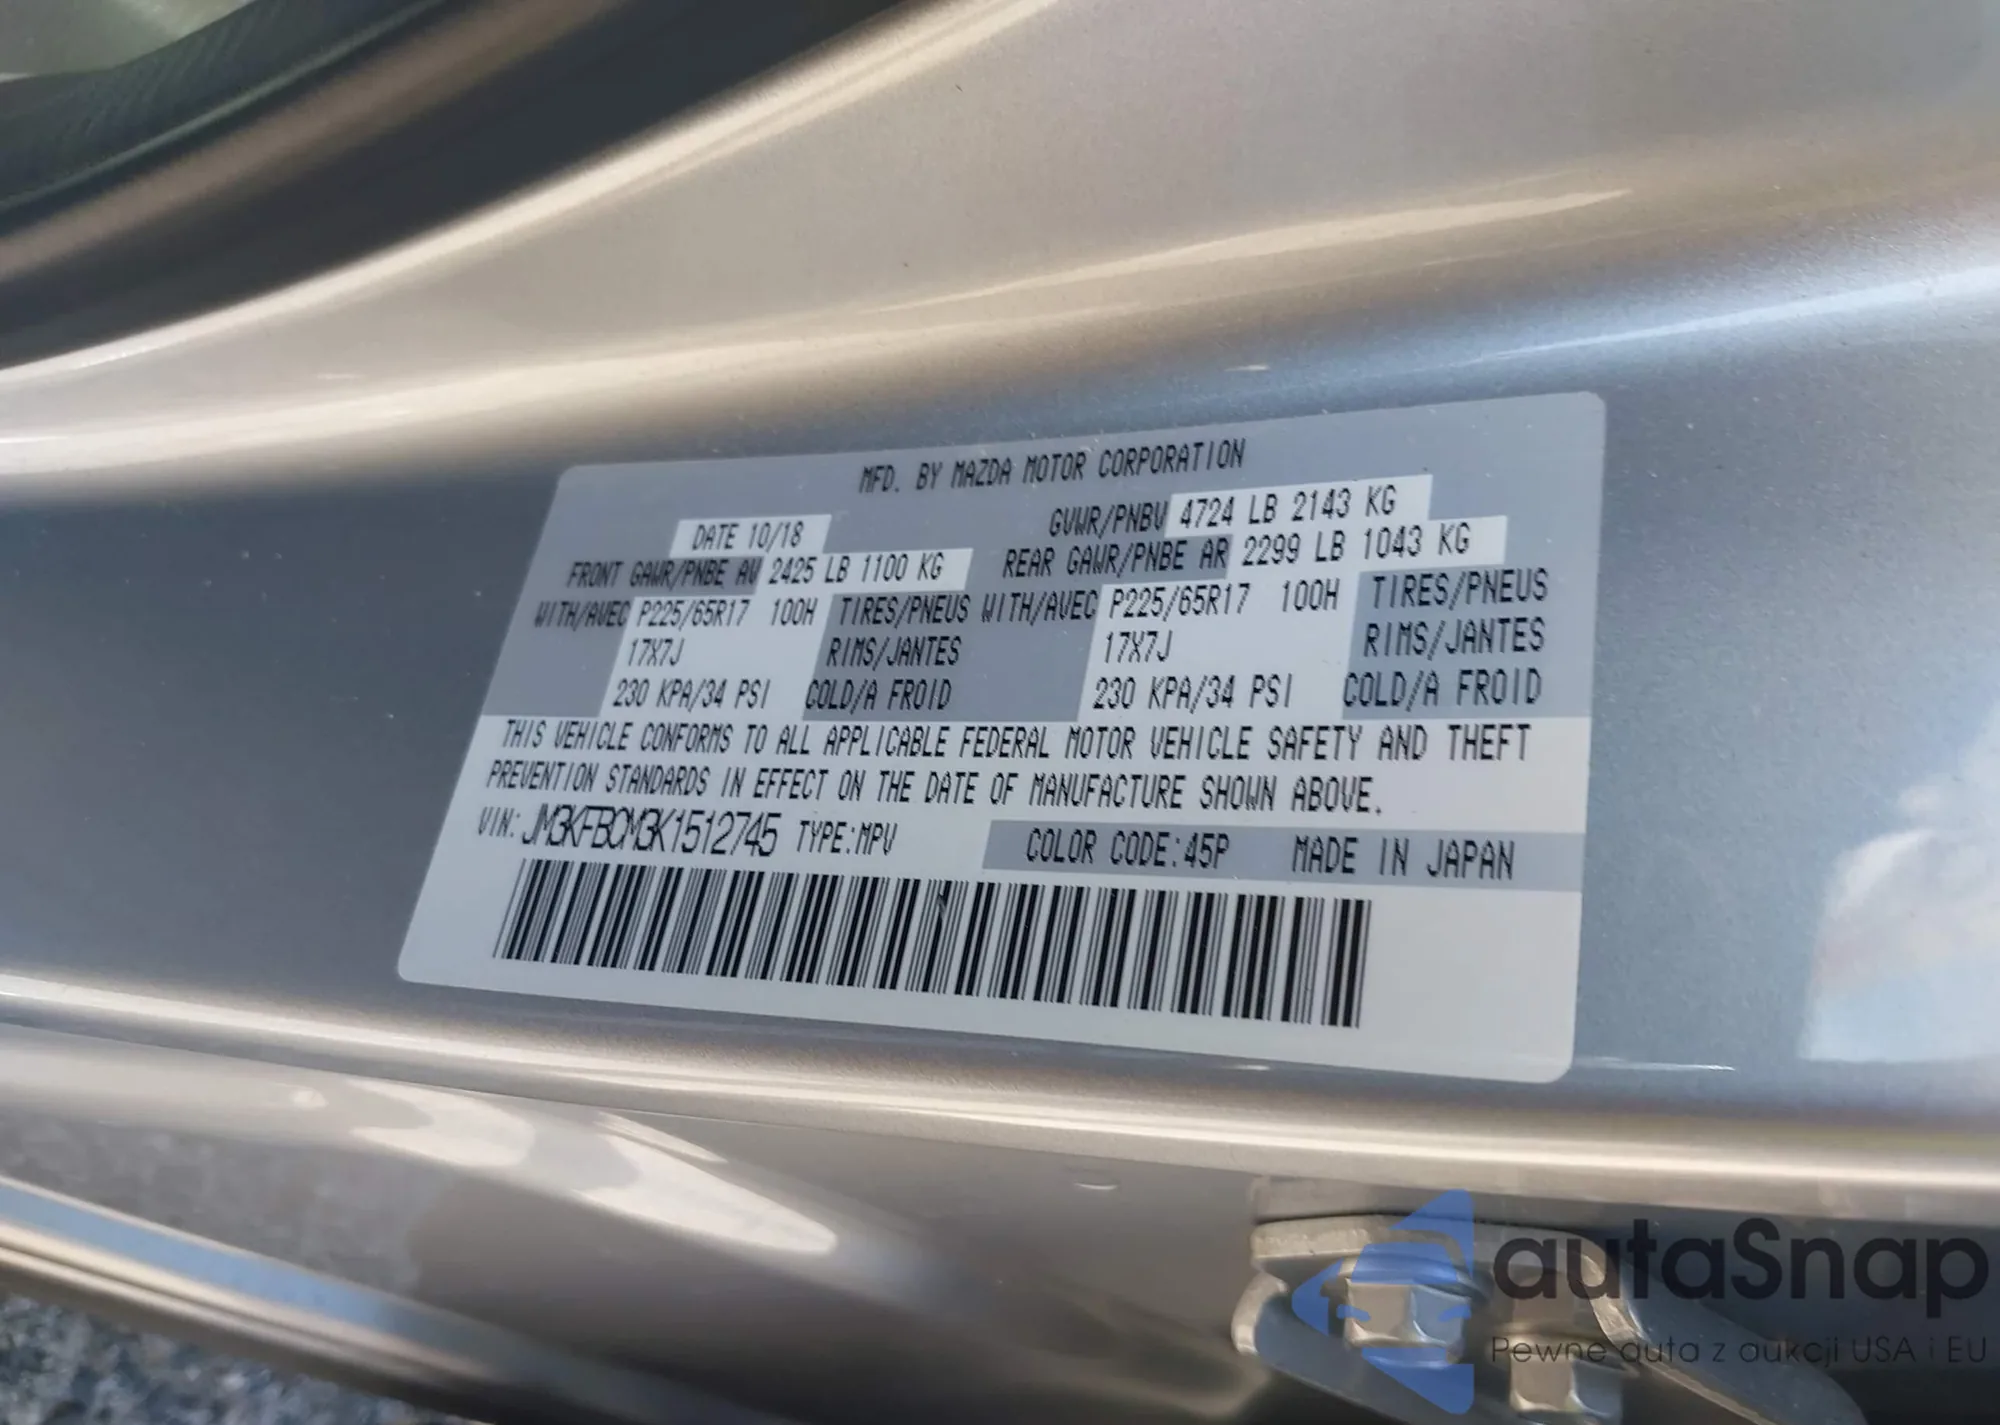 MFD. BY MAZDA MOTOR CORPORATION
DATE 10/18 GVWR/PNBV 4724 LB 2143 KG
FRONT GAWR/PNBE AV 2425 LB 1100 KG REAR GAWR/PNBE AR 2299 LB 1043 KG
WITH/AVEC P225/65R17 100H TIRES/PNEUS WITH/AVEC P225/65R17 100H TIRES/PNEUS
17X7J RIMS/JANTES 17X7J RIMS/JANTES
230 KPA/34 PSI COLD/A FROID 230 KPA/34 PSI COLD/A FROID
THIS VEHICLE CONFORMS TO ALL APPLICABLE FEDERAL MOTOR VEHICLE SAFETY AND THEFT
PREVENTION STANDARDS IN EFFECT ON THE DATE OF MANUFACTURE SHOWN ABOVE.
VIN: JM3KFBCM3K1512745 TYPE:MPV COLOR CODE:45P MADE IN JAPAN
autaSnap
Pewne auta z aukcji USA i EU